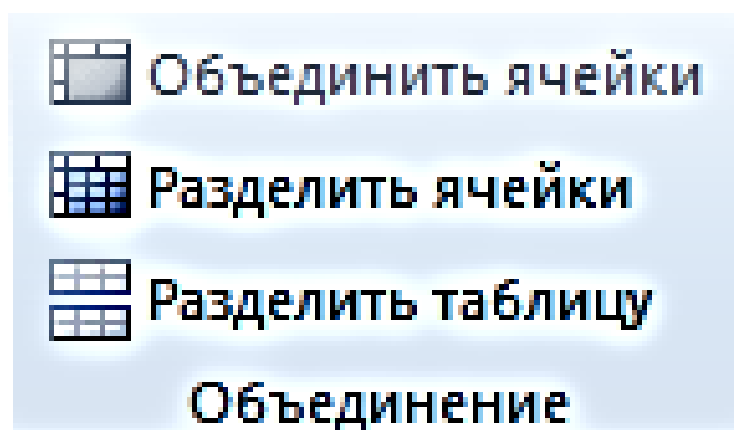 Объединить ячейки
Разделить ячейки
Разделить таблицу
Объединение